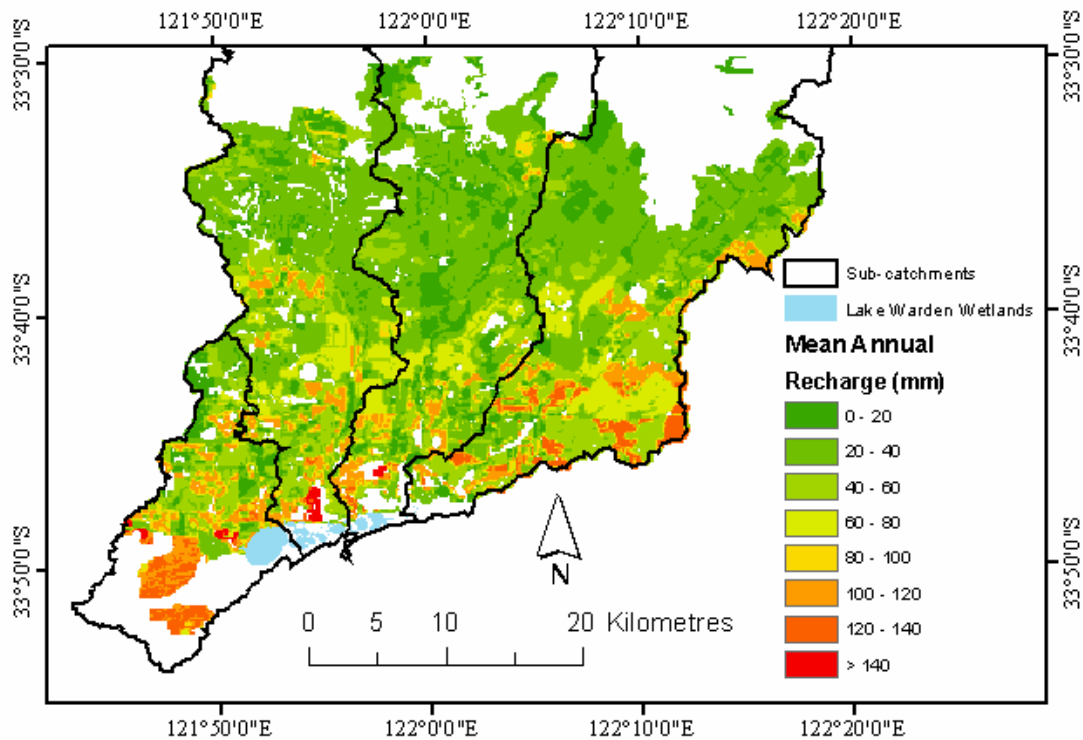 121°50'0"E 122°0'0"E 122°10'0"E 122°20'0"E
33°30'0"S
33°30'0"S
33°40'0"S
33°40'0"S
33°50'0"S
33°50'0"S
Sub-catchments
Lake Warden Wetlands
Mean Annual
Recharge (mm)
0 - 20
20 - 40
40 - 60
60 - 80
80 - 100
100 - 120
120 - 140
> 140
N
0 5 10 20 Kilometres
121°50'0"E 122°0'0"E 122°10'0"E 122°20'0"E